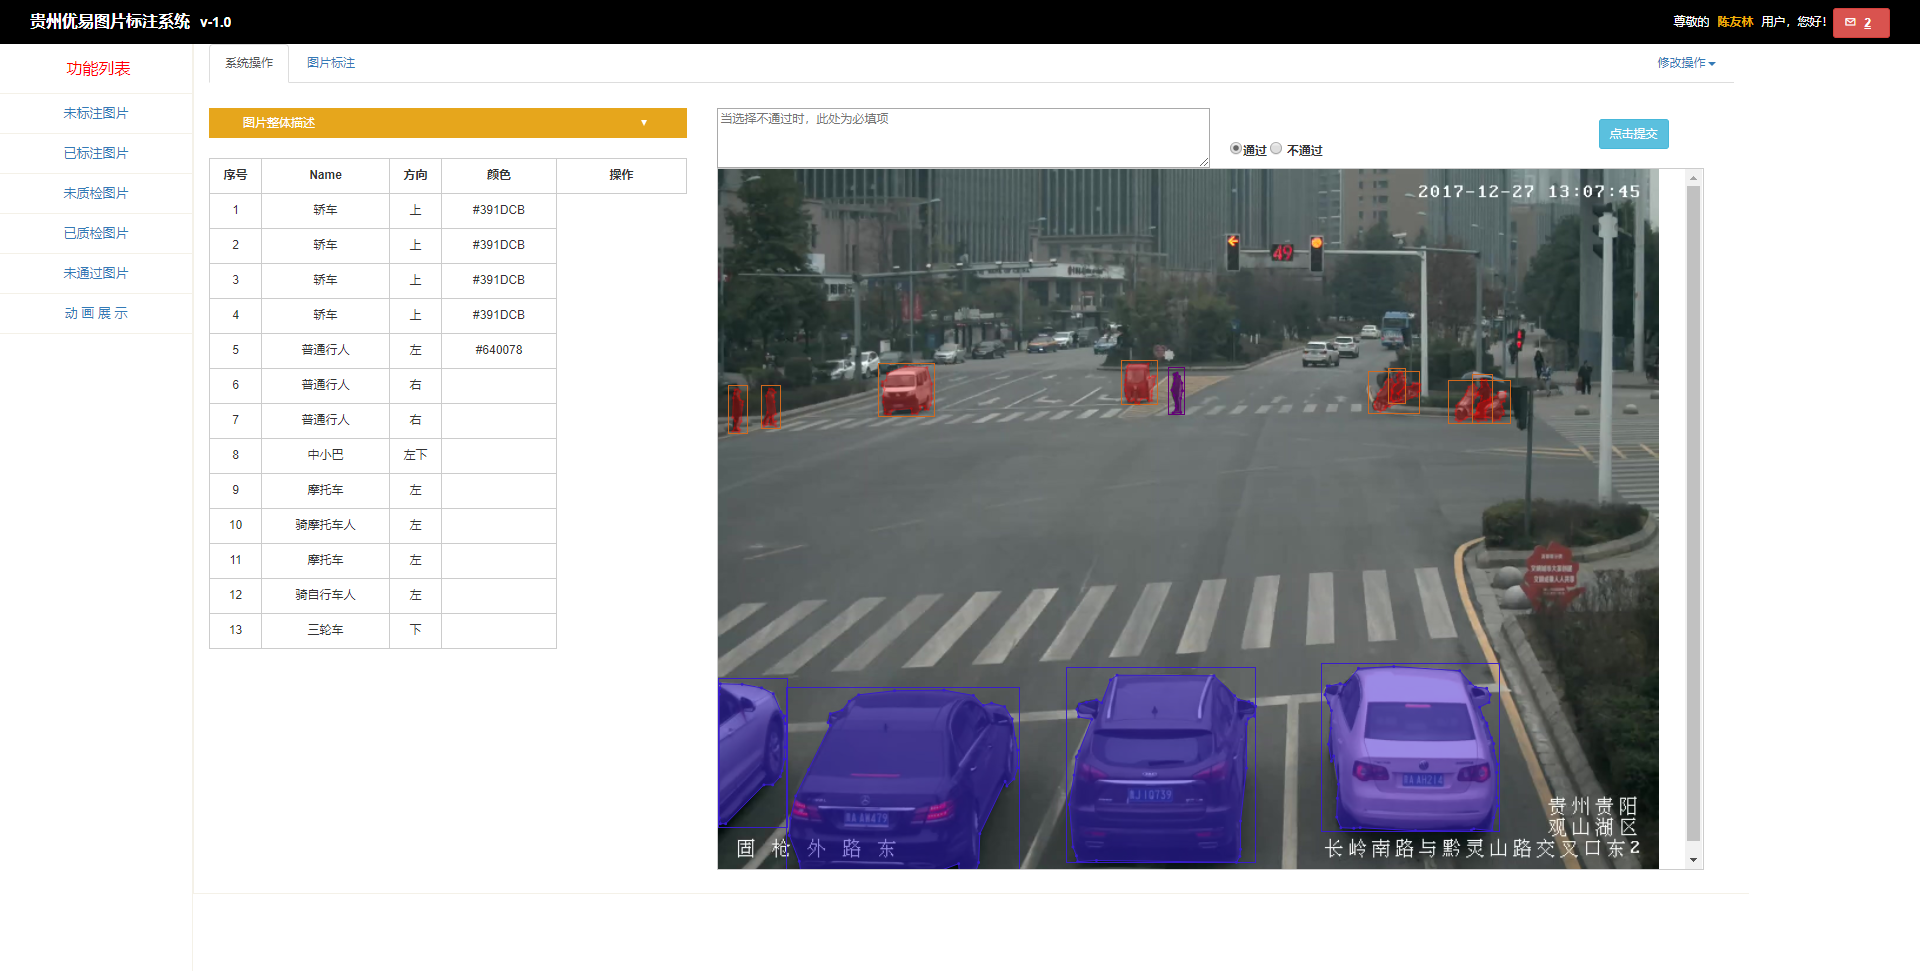 贵州优易图片标注系统 v-1.0
尊敬的 陈友林 用户，您好! 2
功能列表
未标注图片
已标注图片
未质检图片
已质检图片
未通过图片
动 画 展 示
系统操作 图片标注 修改操作
图片整体描述
当选择不通过时，此处为必填项
通过 不通过
点击提交
序号 Name 方向 颜色 操作
1 轿车 上 #391DCB
2 轿车 上 #391DCB
3 轿车 上 #391DCB
4 轿车 上 #391DCB
5 普通行人 左 #640078
6 普通行人 右
7 普通行人 右
8 中小巴 左下
9 摩托车 左
10 骑摩托车人 左
11 摩托车 左
12 骑自行车人 左
13 三轮车 下
2017-12-27 13:07:45
49
贵州贵阳
观山湖区
固 枪 外 路 东
长岭南路与黔灵山路交叉口东2